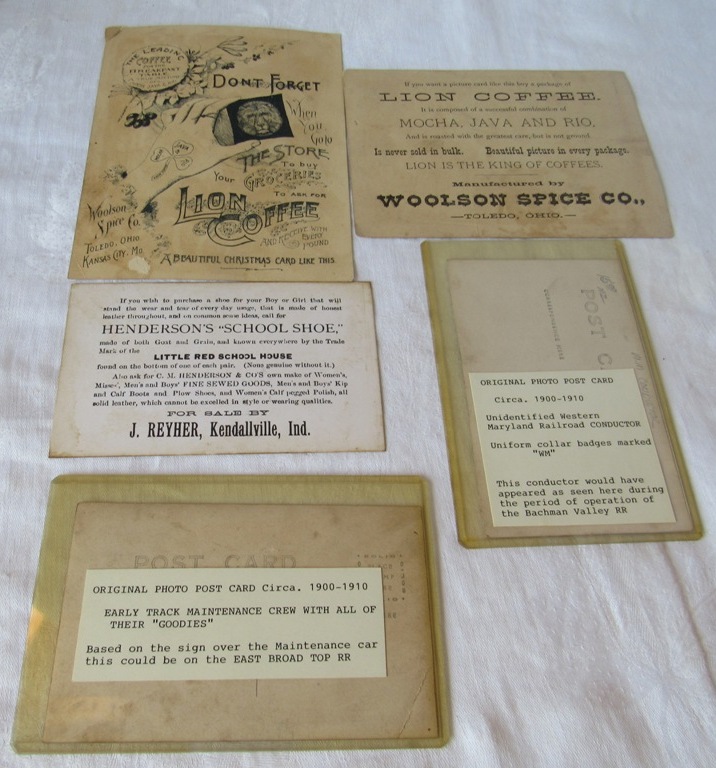 THE LEADING
COFFEE
FOR THE
BREAKFAST
TABLE
DON'T FORGET
When
You Go to
THE STORE
To buy
Your GROCERIES
TO ASK FOR
LION
COFFEE
AND RECEIVE WITH
EVERY
POUND
A BEAUTIFUL CHRISTMAS CARD LIKE THIS
Woolson
Spice Co.
TOLEDO, OHIO
KANSAS CITY, MO.
If you want a picture card like this buy a package of
LION COFFEE.
It is composed of a successful combination of
MOCHA, JAVA AND RIO,
And is roasted with the greatest care, but is not ground.
Is never sold in bulk. Beautiful picture in every package.
LION IS THE KING OF COFFEES.
Manufactured by
WOOLSON SPICE CO.,
—TOLEDO, OHIO.—
If you wish to purchase a shoe for your Boy or Girl that will
stand the wear and tear of every day usage, that is made of honest
leather throughout, and on common sense ideas, call for
HENDERSON'S "SCHOOL SHOE,"
made of both Goat and Grain, and known everywhere by the Trade
Mark of the
LITTLE RED SCHOOL HOUSE
found on the bottom of one of each pair. (None genuine without it.)
Also ask for C. M. HENDERSON & CO'S own make of Women's,
Misses', Men's and Boys' FINE SEWED GOODS, Men's and Boys' Kip
and Calf Boots and Plow Shoes, and Women's Calf pegged Polish, all
solid leather, which cannot be excelled in style or wearing qualities.
FOR SALE BY
J. REYHER, Kendallville, Ind.
POST C
CORRESPONDENCE HERE
ORIGINAL PHOTO POST CARD
Circa. 1900-1910
Unidentified Western
Maryland Railroad CONDUCTOR
Uniform collar badges marked
"WM"
This conductor would have
appeared as seen here during
the period of operation of
the Bachman Valley RR
POST CARD
ORIGINAL PHOTO POST CARD Circa. 1900-1910
EARLY TRACK MAINTENANCE CREW WITH ALL OF
THEIR "GOODIES"
Based on the sign over the Maintenance car
this could be on the EAST BROAD TOP RR